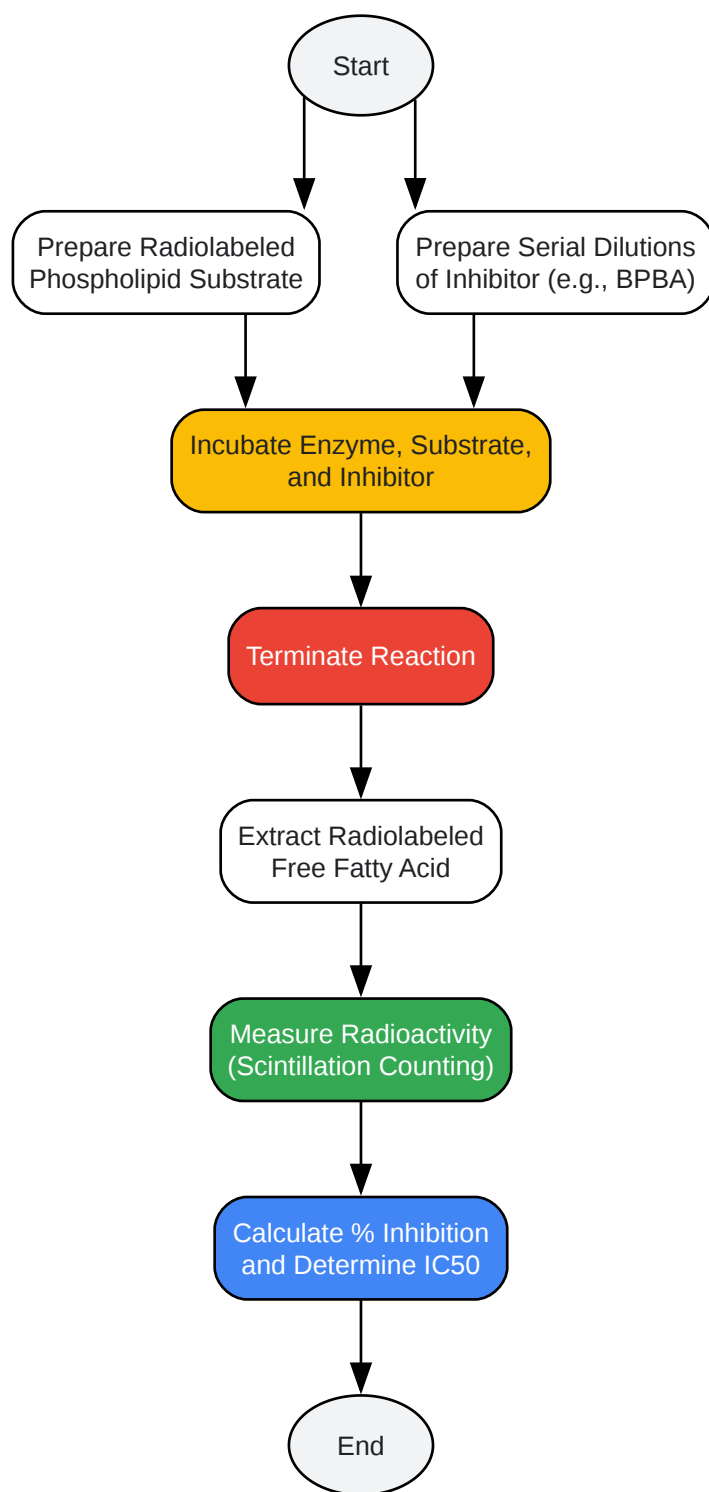 Start
Prepare Radiolabeled
Phospholipid Substrate
Prepare Serial Dilutions
of Inhibitor (e.g., BPBA)
Incubate Enzyme, Substrate,
and Inhibitor
Terminate Reaction
Extract Radiolabeled
Free Fatty Acid
Measure Radioactivity
(Scintillation Counting)
Calculate % Inhibition
and Determine IC50
End